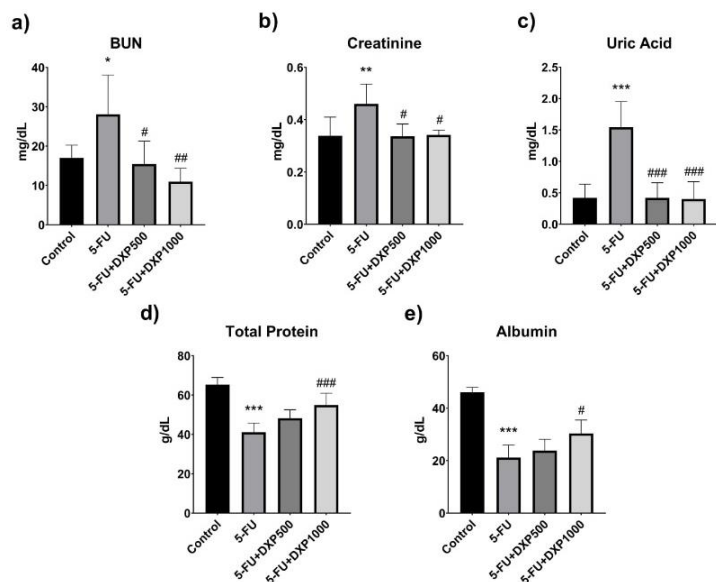 a)
BUN
mg/dL
40
30
20
10
0
*
#
##
Control
5-FU
5-FU+DXP500
5-FU+DXP1000
b)
Creatinine
mg/dL
0.6
0.4
0.2
0.0
**
#
#
Control
5-FU
5-FU+DXP500
5-FU+DXP1000
c)
Uric Acid
mg/dL
2.5
2.0
1.5
1.0
0.5
0.0
***
###
###
Control
5-FU
5-FU+DXP500
5-FU+DXP1000
d)
Total Protein
g/dL
80
60
40
20
0
***
###
Control
5-FU
5-FU+DXP500
5-FU+DXP1000
e)
Albumin
g/dL
60
40
20
0
***
#
Control
5-FU
5-FU+DXP500
5-FU+DXP1000